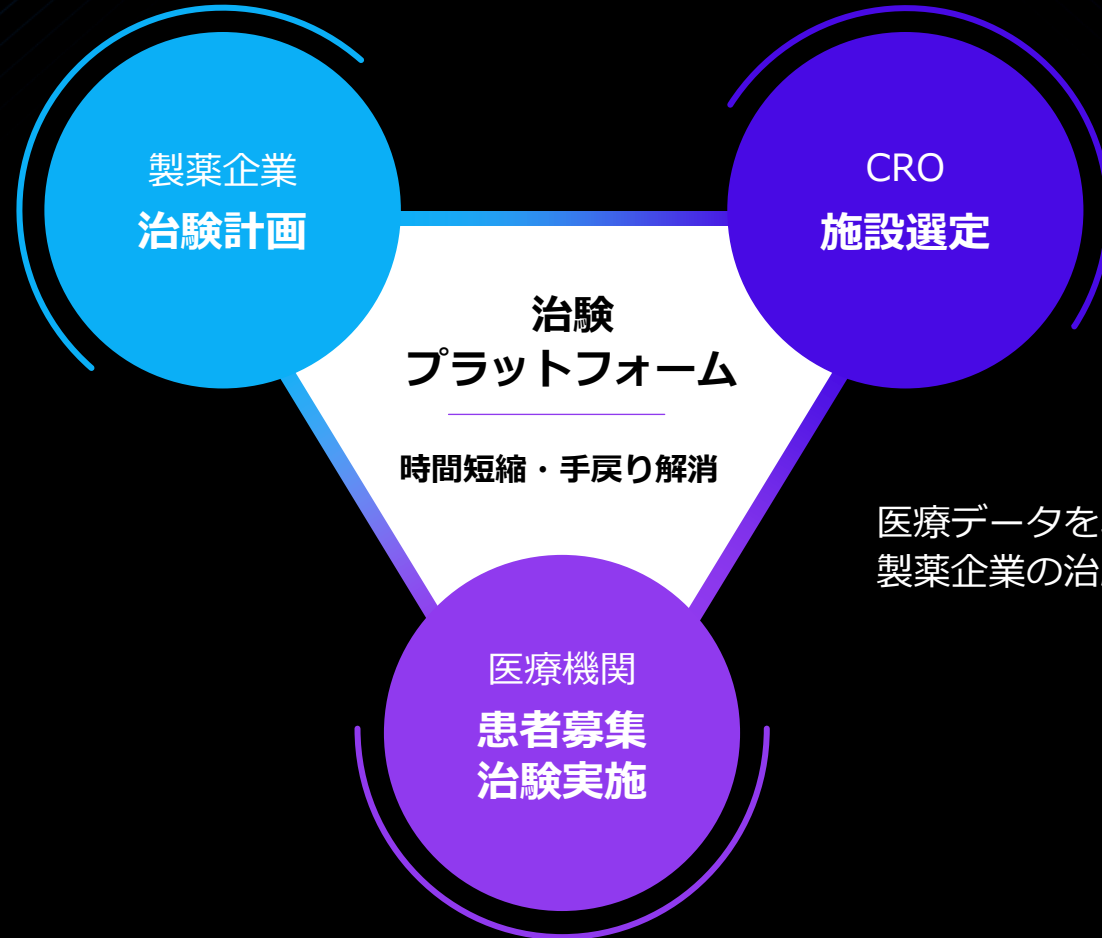 製薬企業
治験計画
CRO
施設選定
治験
プラットフォーム
時間短縮・手戻り解消
医療データを
製薬企業の治
医療機関
患者募集
治験実施